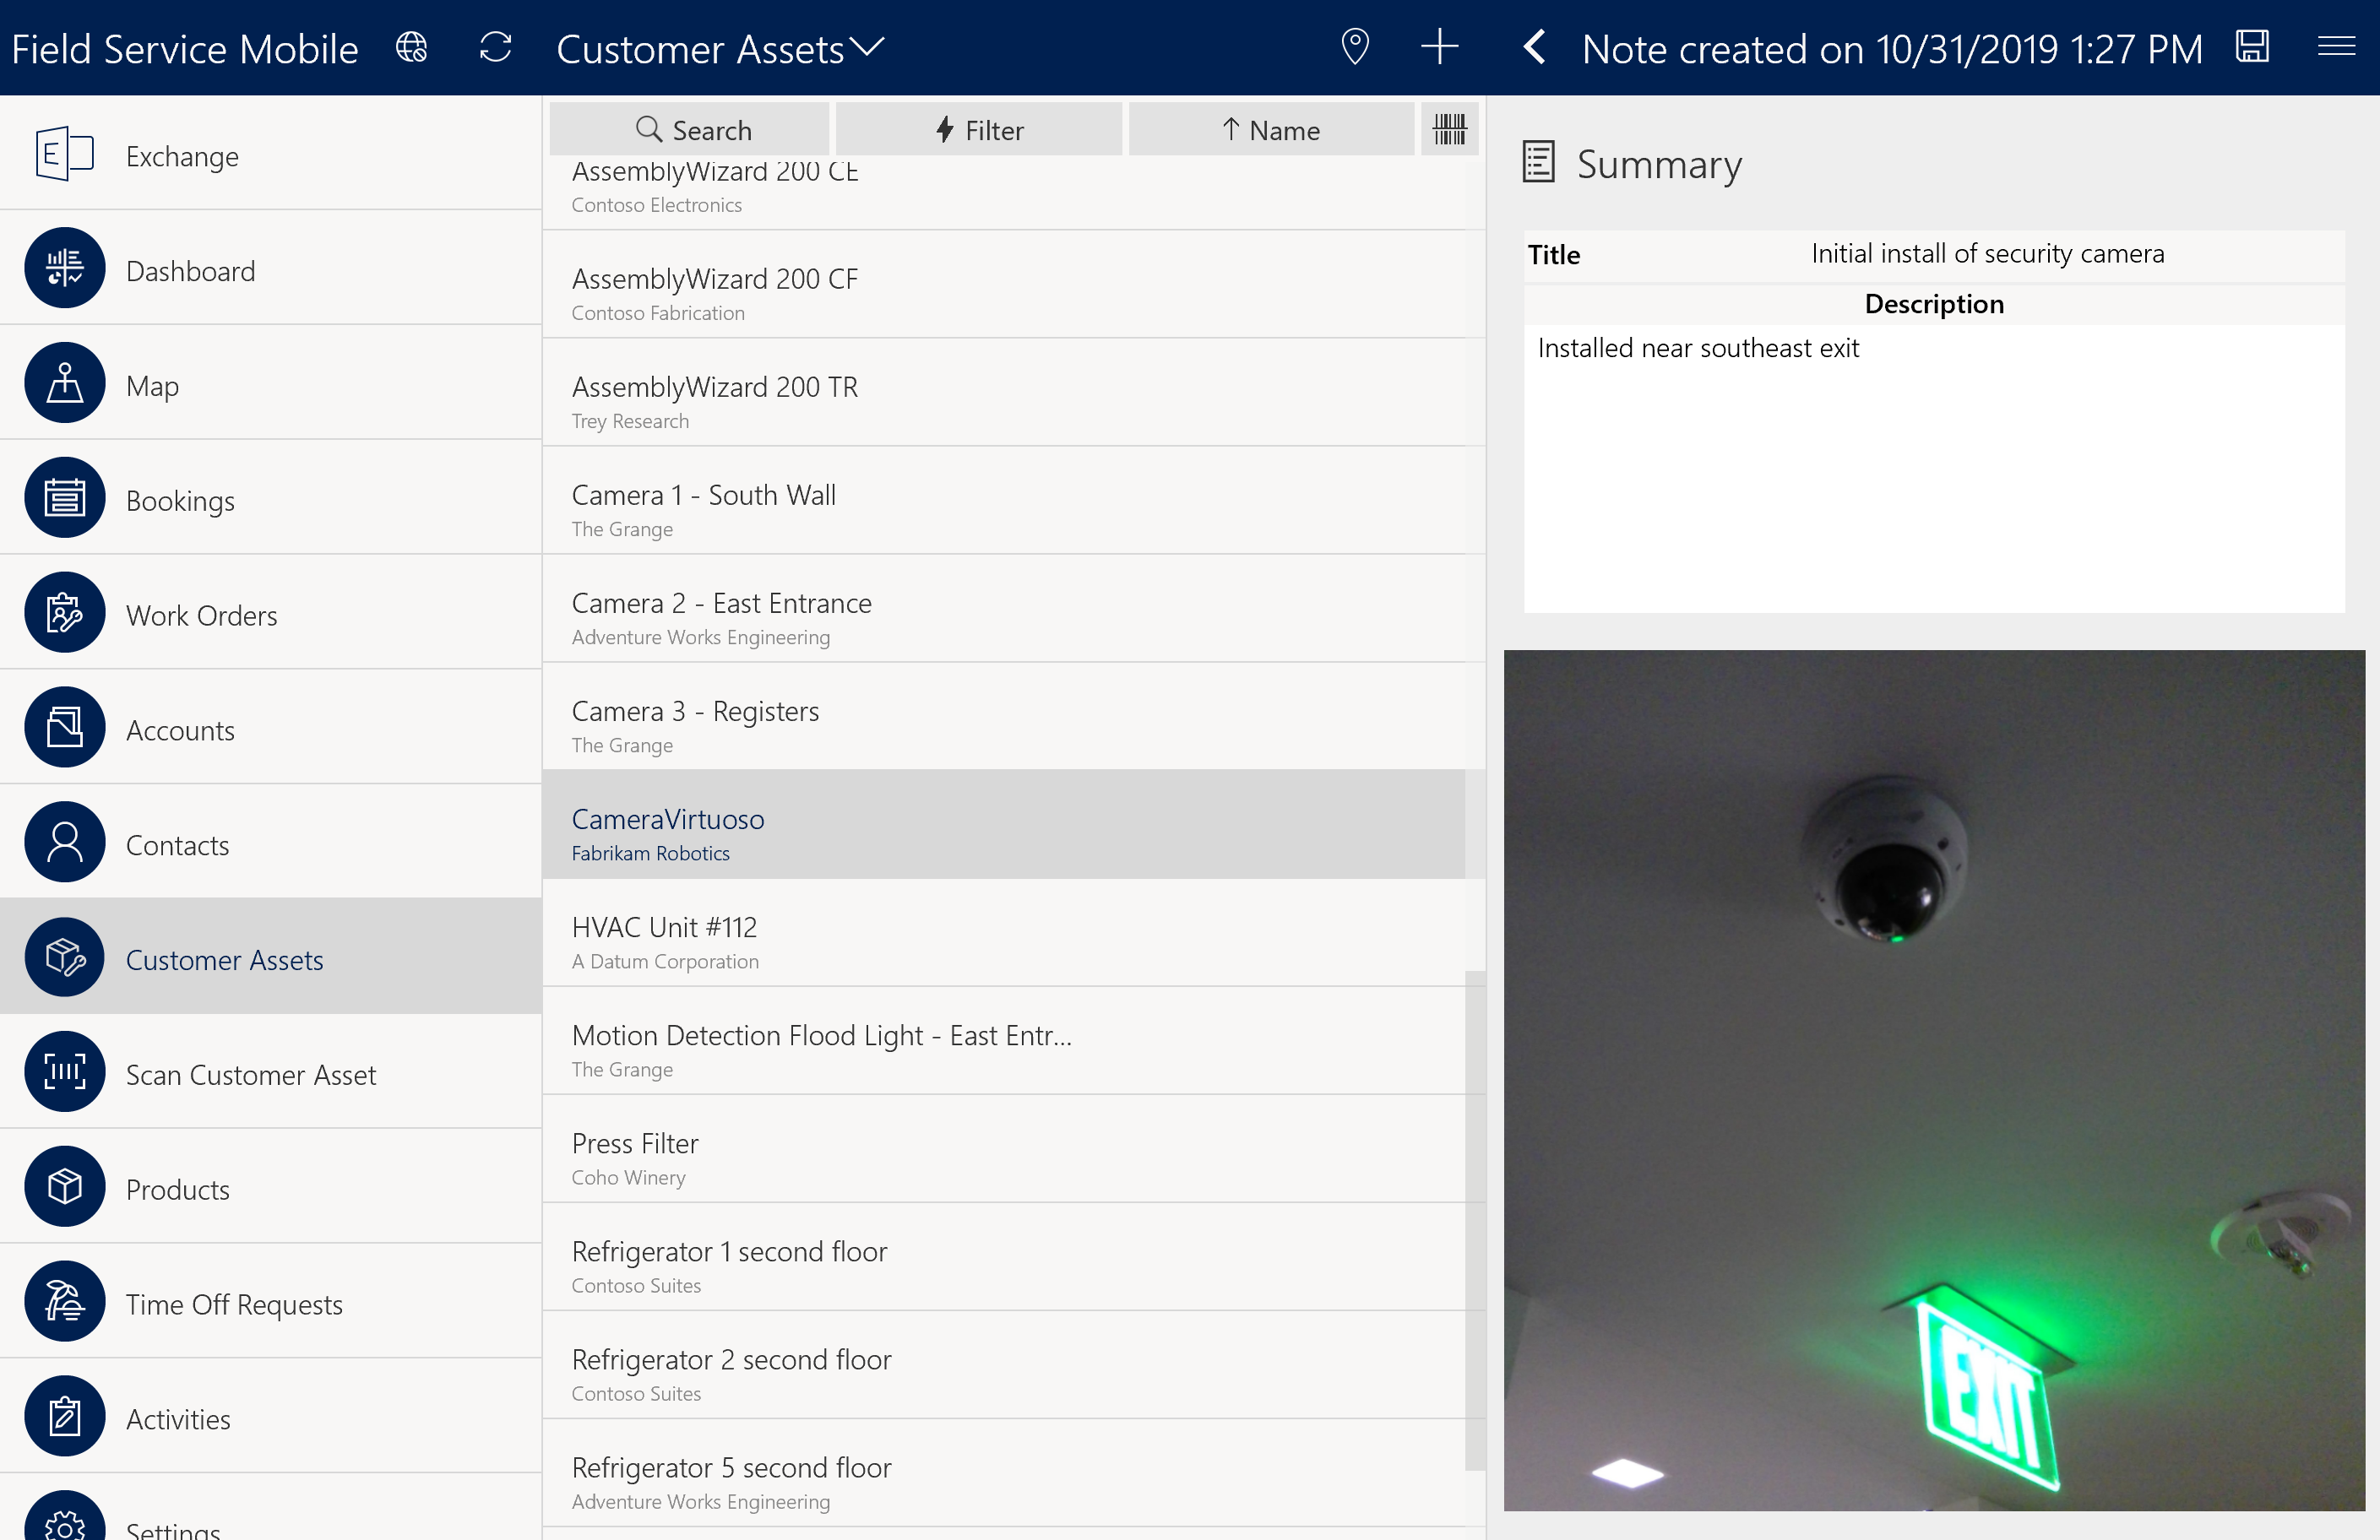 Field Service Mobile
Customer Assets
Note created on 10/31/2019 1:27 PM
E
Exchange
Dashboard
Map
Bookings
Work Orders
Accounts
Contacts
Customer Assets
Scan Customer Asset
Products
Time Off Requests
Activities
Settings
Search
Filter
Name
AssemblyWizard 200 CE
Contoso Electronics
AssemblyWizard 200 CF
Contoso Fabrication
AssemblyWizard 200 TR
Trey Research
Camera 1 - South Wall
The Grange
Camera 2 - East Entrance
Adventure Works Engineering
Camera 3 - Registers
The Grange
CameraVirtuoso
Fabrikam Robotics
HVAC Unit #112
A Datum Corporation
Motion Detection Flood Light - East Entr...
The Grange
Press Filter
Coho Winery
Refrigerator 1 second floor
Contoso Suites
Refrigerator 2 second floor
Contoso Suites
Refrigerator 5 second floor
Adventure Works Engineering
Summary
Title
Initial install of security camera
Description
Installed near southeast exit
EXIT